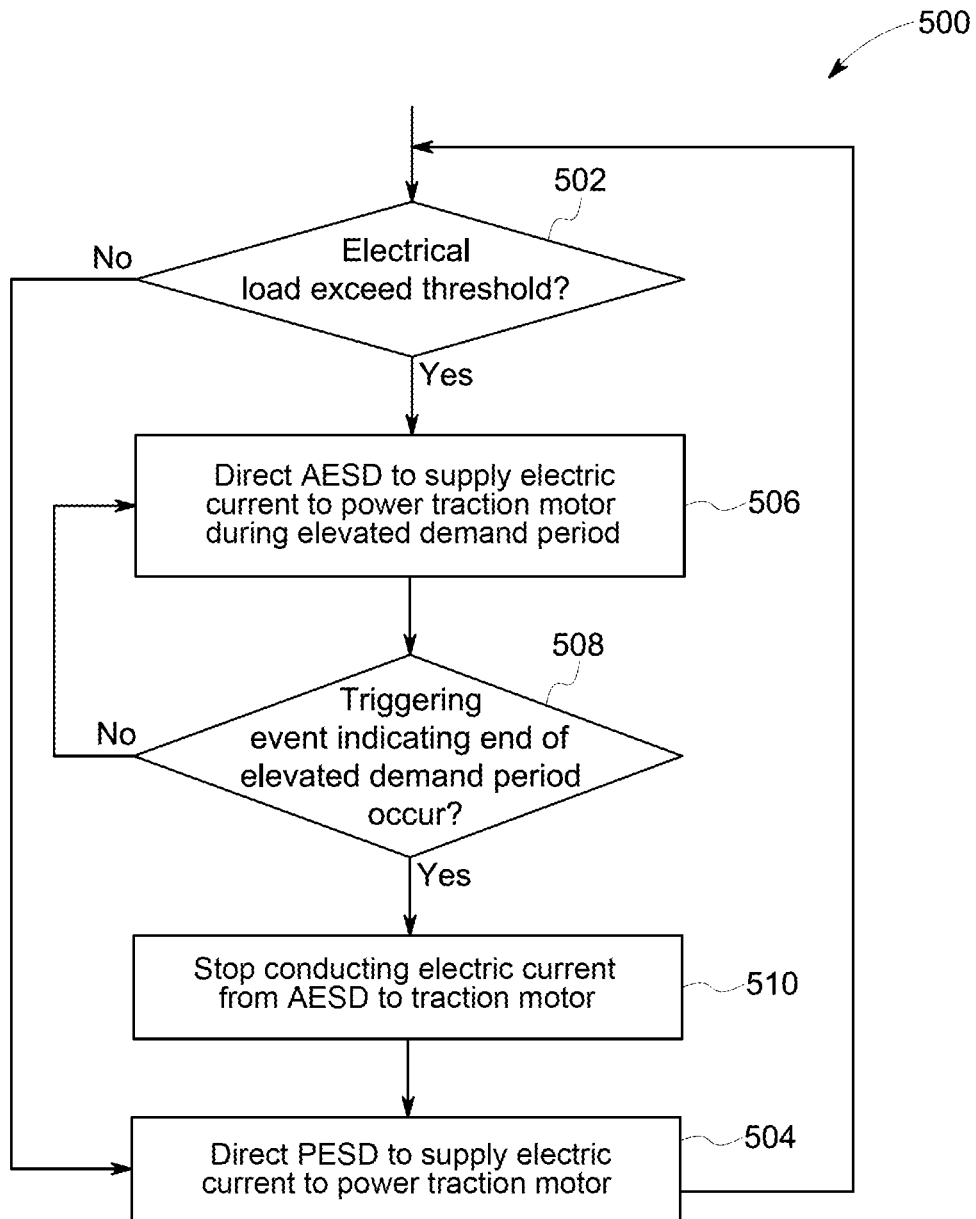 500
502
Electrical
load exceed threshold?
No
Yes
Direct AESD to supply electric
current to power traction motor
during elevated demand period
506
508
Triggering
event indicating end of
elevated demand period
occur?
No
Yes
Stop conducting electric current
from AESD to traction motor
510
504
Direct PESD to supply electric
current to power traction motor